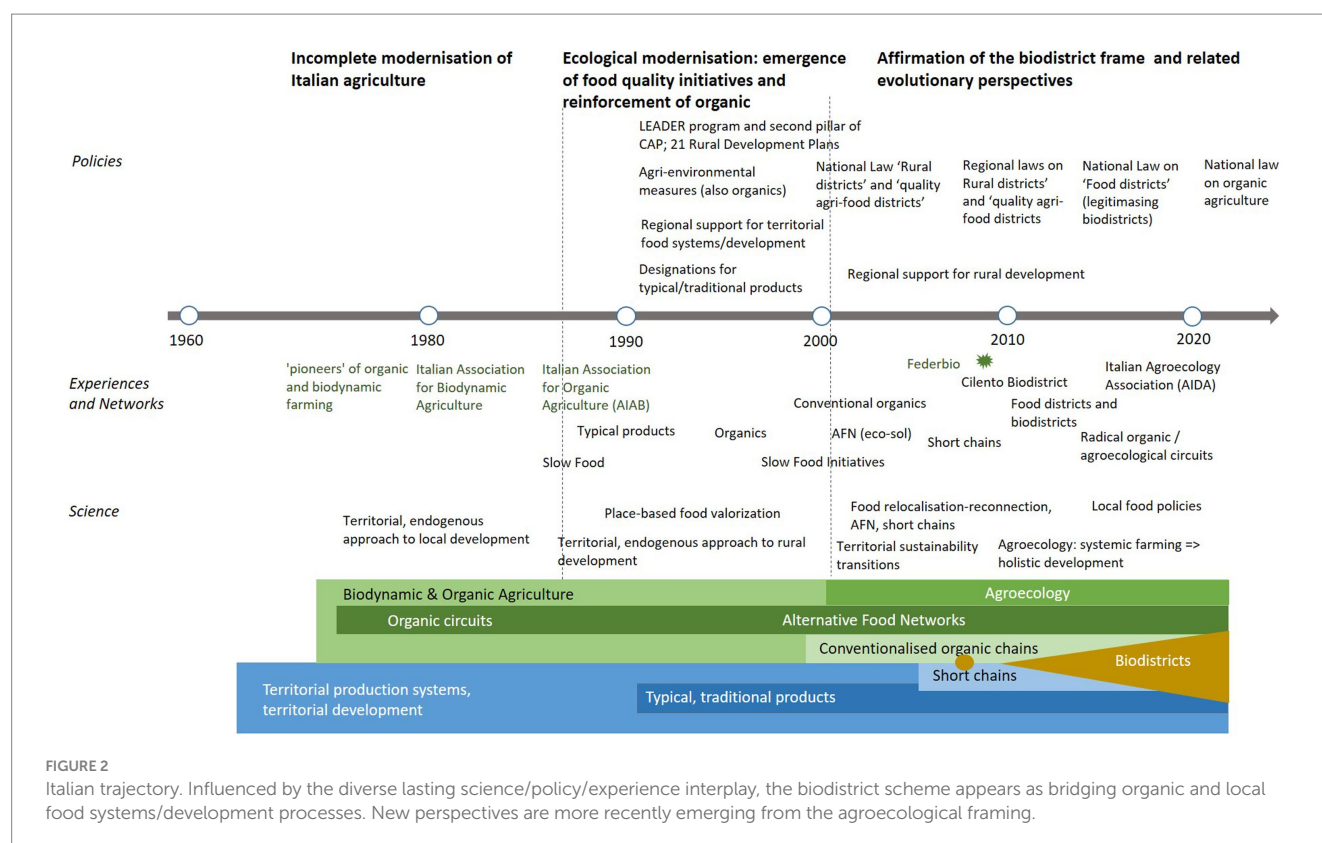 Incomplete modernisation of
Italian agriculture
Ecological modernisation: emergence
of food quality initiatives and
reinforcement of organic
Affirmation of the biodistrict frame and related
evolutionary perspectives
Policies
LEADER program and second pillar of
CAP; 21 Rural Development Plans
Agri-environmental
measures (also organics)
Regional support for territorial
food systems/development
Designations for
typical/traditional products
National Law ‘Rural
districts’ and ‘quality
agri-food districts’
Regional laws on
Rural districts’
and ‘quality agri-
food districts
National Law on
‘Food districts’
(legitimasing
biodistricts)
National law
on organic
agriculture
Regional support for rural development
1960
1980
1990
2000
2010
2020
Experiences
and Networks
'pioneers' of organic
and biodynamic
farming
Italian Association
for Biodynamic
Agriculture
Italian Association
for Organic
Agriculture (AIAB)
Federbio
Cilento Biodistrict
Italian Agroecology
Association (AIDA)
Conventional organics
Food districts and
biodistricts
Typical products
Organics
AFN (eco-sol)
Short chains
Radical organic /
agroecological circuits
Slow Food
Slow Food Initiatives
Science
Territorial, endogenous
approach to local development
Place-based food valorization
Territorial, endogenous approach to rural
development
Food relocalisation-reconnection,
AFN, short chains
Local food policies
Territorial sustainability
transitions
Agroecology: systemic farming =>
holistic development
Biodynamic & Organic Agriculture
Agroecology
Organic circuits
Alternative Food Networks
Conventionalised organic chains
Biodistricts
Short chains
Territorial production systems,
territorial development
Typical, traditional products
FIGURE 2
Italian trajectory. Influenced by the diverse lasting science/policy/experience interplay, the biodistrict scheme appears as bridging organic and local
food systems/development processes. New perspectives are more recently emerging from the agroecological framing.